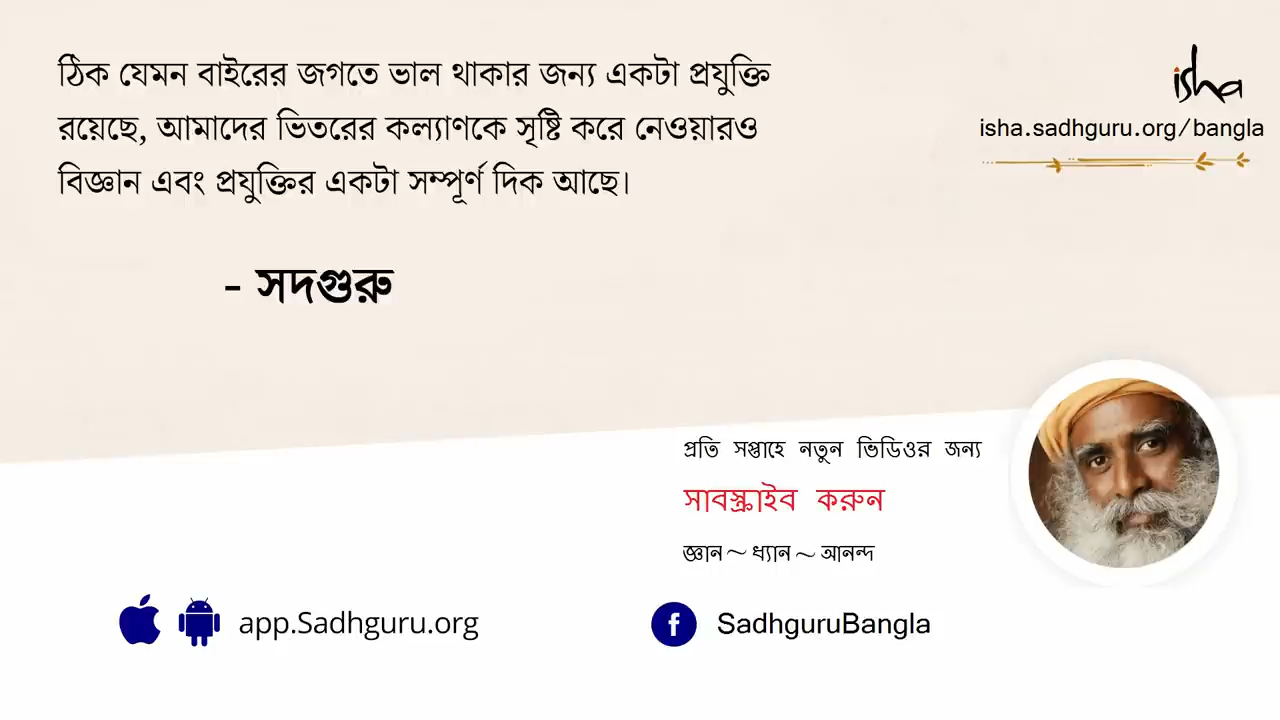 ঠিক যেমন বাইরের জগতে ভাল থাকার জন্য একটা প্রযুক্তি
রয়েছে, আমাদের ভিতরের কল্যাণকে সৃষ্টি করে নেওয়ারও
বিজ্ঞান এবং প্রযুক্তির একটা সম্পূর্ণ দিক আছে।
- সদগুরু
isha
isha.sadhguru.org/bangla
প্রতি সপ্তাহে নতুন ভিডিওর জন্য
সাবস্ক্রাইব করুন
জ্ঞান ~ ধ্যান ~ আনন্দ
app.Sadhguru.org
f SadhguruBangla